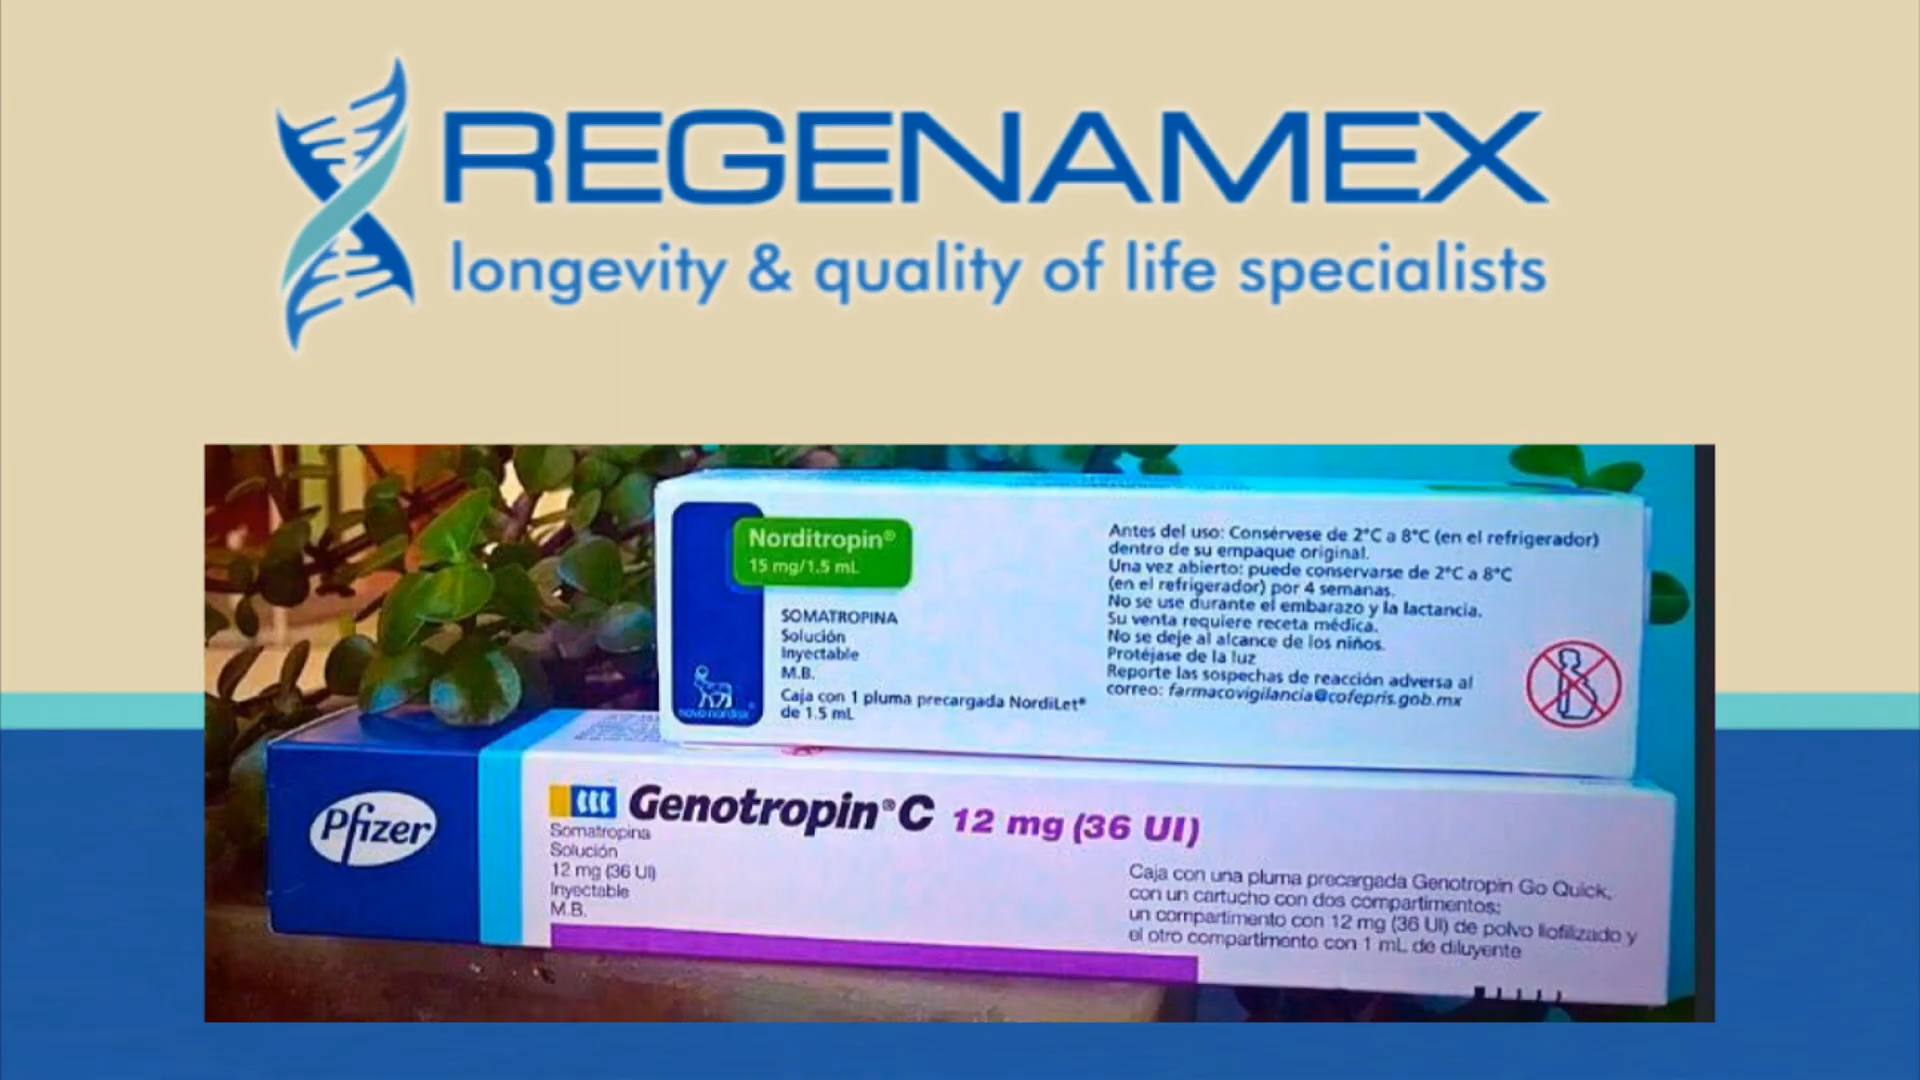 REGENAMEX
longevity & quality of life specialists
Norditropin®
15 mg/1.5 mL
SOMATROPINA
Solución
Inyectable
M.B.
Caja con 1 pluma precargada NordiLet®
de 1.5 mL
novo nordisk
Antes del uso: Consérvese de 2°C a 8°C (en el refrigerador)
dentro de su empaque original.
Una vez abierto: puede conservarse de 2°C a 8°C
(en el refrigerador) por 4 semanas.
No se use durante el embarazo y la lactancia.
Su venta requiere receta médica.
No se deje al alcance de los niños.
Protéjase de la luz
Reporte las sospechas de reacción adversa al
correo: farmacovigilancia@cofepris.gob.mx
Pfizer
Genotropin® C 12 mg (36 UI)
Somatropina
Solución
12 mg (36 UI)
Inyectable
M.B.
Caja con una pluma precargada Genotropin Go Quick,
con un cartucho con dos compartimentos:
un compartimento con 12 mg (36 UI) de polvo liofilizado y
el otro compartimento con 1 mL de diluyente